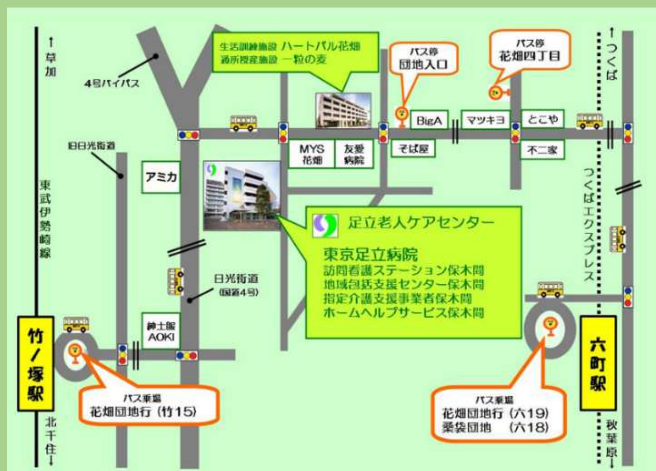 ↑草加
4号バイパス
生活訓練施設 ハートパル花畑
通所授産施設 一粒の麦
バス停
団地入口
バス停
花畑四丁目
↑つくば
BigA
マツキヨ
とこや
旧日光街道
アミカ
MYS
花畑
友愛
病院
そば屋
不二家
東武伊勢崎線
つくばエクスプレス
足立老人ケアセンター
東京足立病院
訪問看護ステーション保木間
地域包括支援センター保木間
指定介護支援事業者保木間
ホームヘルプサービス保木間
日光街道
(国道4号)
紳士服
AOKI
竹ノ塚駅
六町駅
バス乗場
花畑団地行(竹15)
バス乗場
花畑団地行(六19)
桑袋団地 (六18)
北千住↓
秋葉原↓